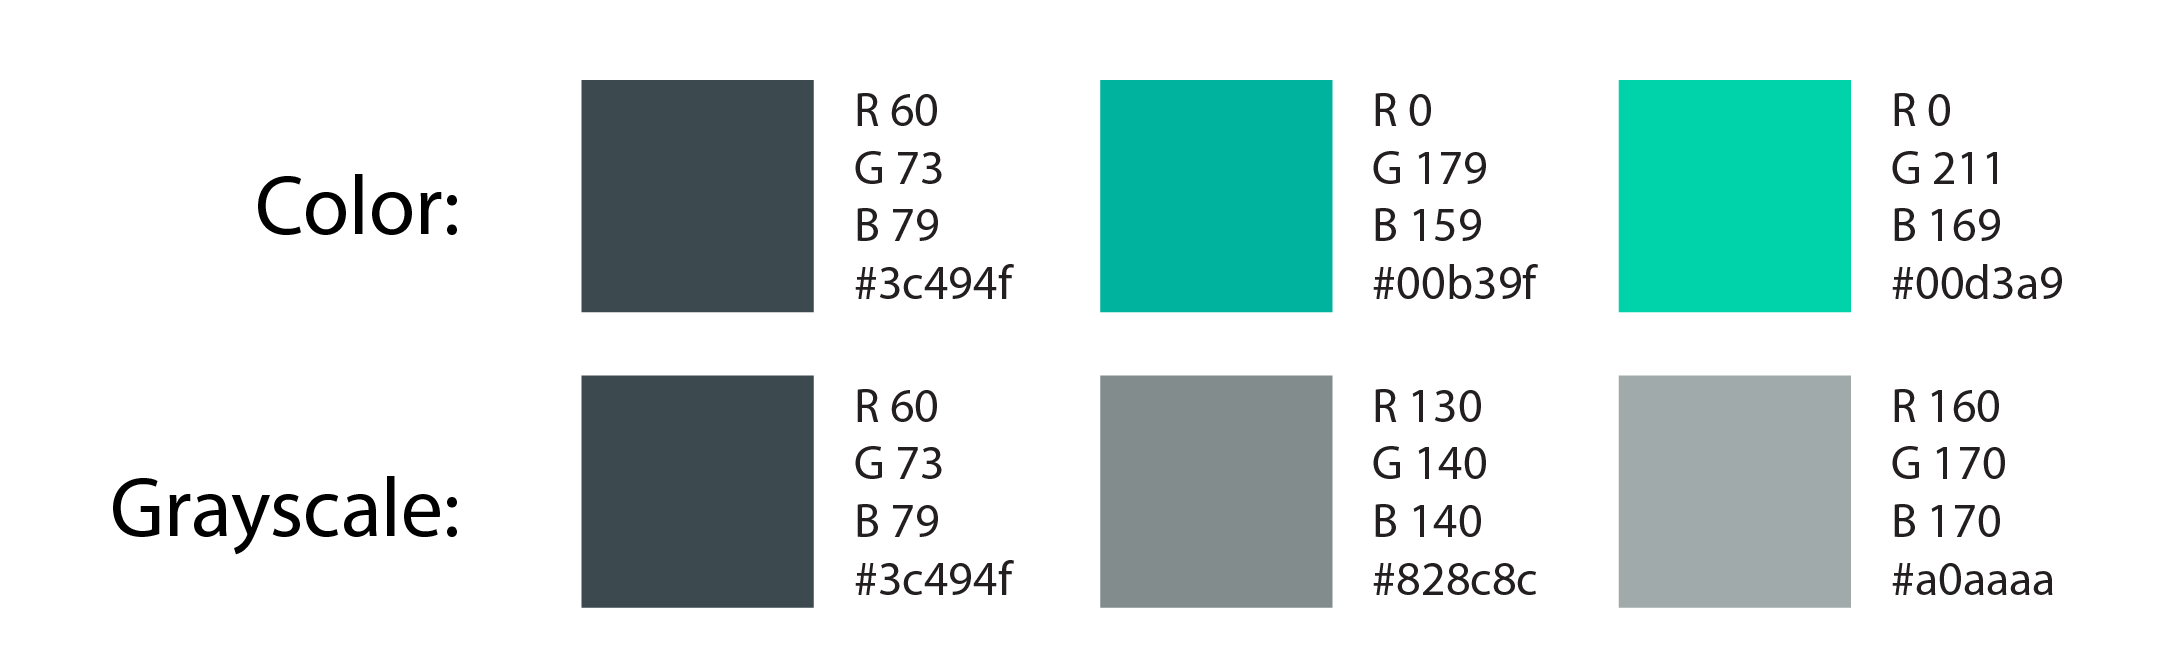 Color:
R 60
G 73
B 79
#3c494f
R 0
G 179
B 159
#00b39f
R 0
G 211
B 169
#00d3a9
Grayscale:
R 60
G 73
B 79
#3c494f
R 130
G 140
B 140
#828c8c
R 160
G 170
B 170
#a0aaaa